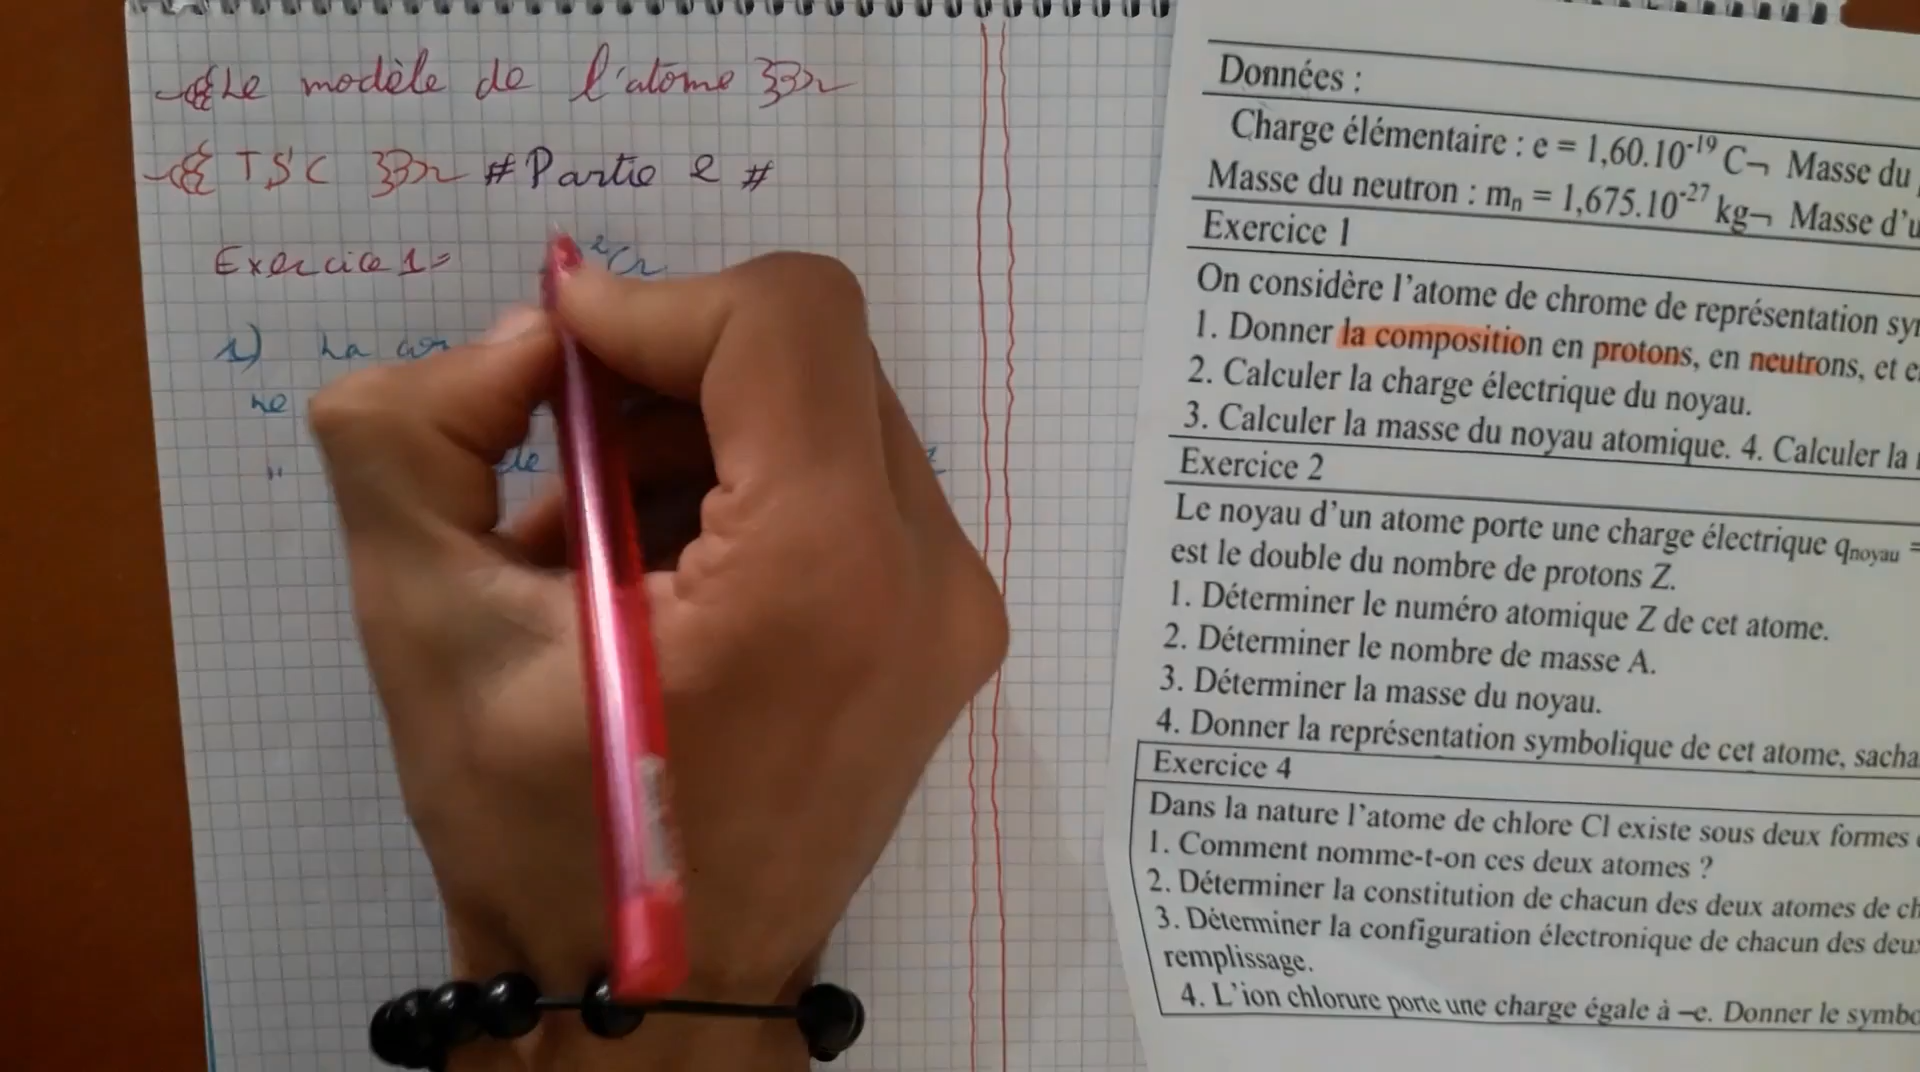 Le modèle de l'atome
TSC # Partie 2 #
Exercice 1 =
²Cr
1) La
Données :
Charge élémentaire : e = 1,60.10⁻¹⁹ C¬ Masse du
Masse du neutron : mₙ = 1,675.10⁻²⁷ kg¬ Masse d'u
Exercice 1
On considère l'atome de chrome de représentation sy
1. Donner la composition en protons, en neutrons, et e
2. Calculer la charge électrique du noyau.
3. Calculer la masse du noyau atomique. 4. Calculer la
Exercice 2
Le noyau d'un atome porte une charge électrique qnoyau =
est le double du nombre de protons Z.
1. Déterminer le numéro atomique Z de cet atome.
2. Déterminer le nombre de masse A.
3. Déterminer la masse du noyau.
4. Donner la représentation symbolique de cet atome, sacha
Exercice 4
Dans la nature l'atome de chlore Cl existe sous deux formes
1. Comment nomme-t-on ces deux atomes ?
2. Déterminer la constitution de chacun des deux atomes de ch
3. Déterminer la configuration électronique de chacun des deux
remplissage.
4. L'ion chlorure porte une charge égale à –e. Donner le symbo